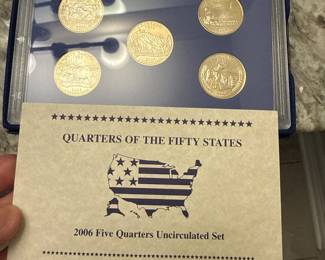 QUARTERS OF THE FIFTY STATES
2006 Five Quarters Uncirculated Set